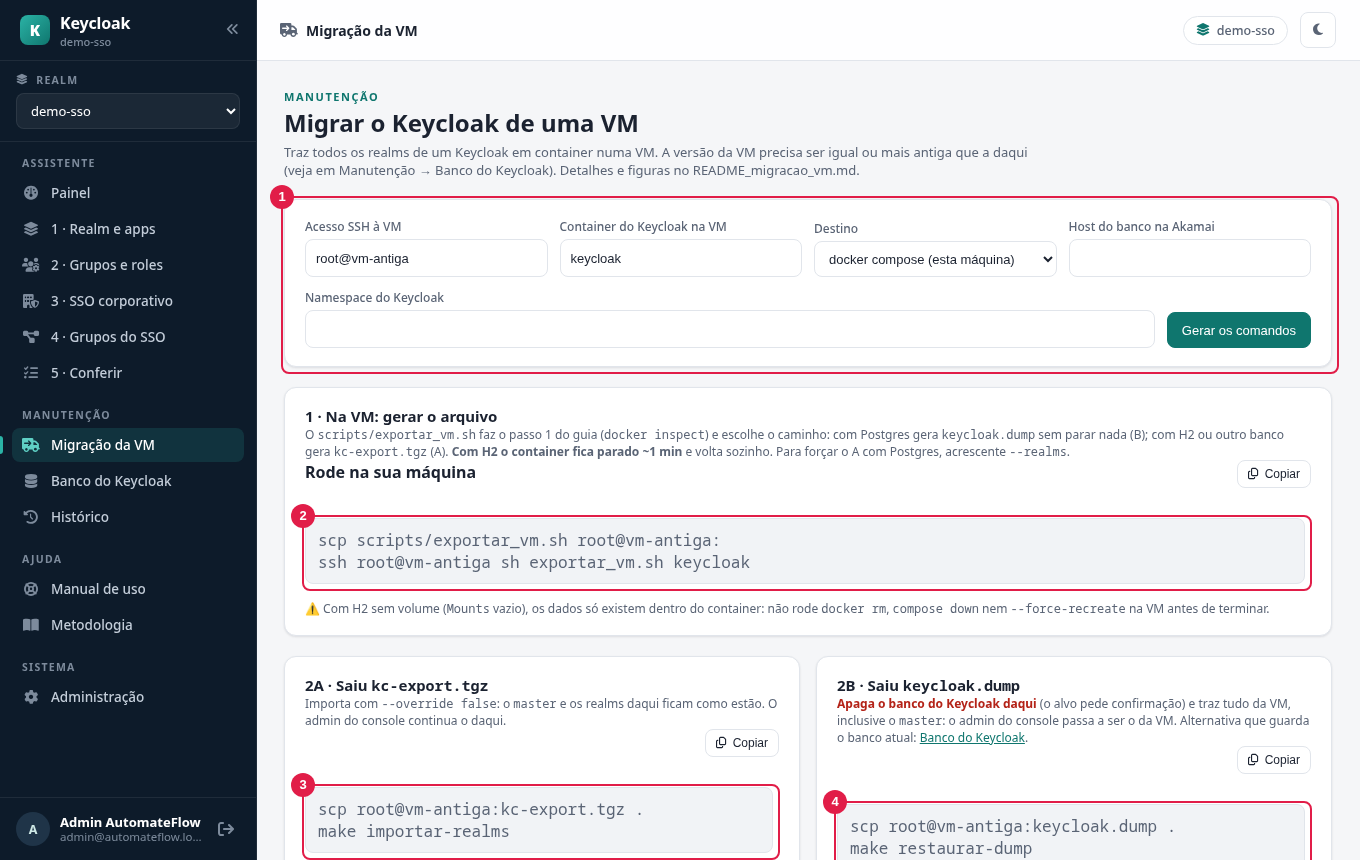 K
Keycloak
demo-sso
REALM
demo-sso
ASSISTENTE
Painel
1 · Realm e apps
2 · Grupos e roles
3 · SSO corporativo
4 · Grupos do SSO
5 · Conferir
MANUTENÇÃO
Migração da VM
Banco do Keycloak
Histórico
AJUDA
Manual de uso
Metodologia
SISTEMA
Administração
A
Admin AutomateFlow
admin@automateflow.lo...
Migração da VM
demo-sso
MANUTENÇÃO
Migrar o Keycloak de uma VM
Traz todos os realms de um Keycloak em container numa VM. A versão da VM precisa ser igual ou mais antiga que a daqui
(veja em Manutenção → Banco do Keycloak). Detalhes e figuras no README_migracao_vm.md.
1
Acesso SSH à VM
root@vm-antiga
Container do Keycloak na VM
keycloak
Destino
docker compose (esta máquina)
Host do banco na Akamai
Namespace do Keycloak
Gerar os comandos
1 · Na VM: gerar o arquivo
O scripts/exportar_vm.sh faz o passo 1 do guia (docker inspect) e escolhe o caminho: com Postgres gera keycloak.dump sem parar nada (B); com H2 ou outro banco
gera kc-export.tgz (A). Com H2 o container fica parado ~1 min e volta sozinho. Para forçar o A com Postgres, acrescente --realms.
Rode na sua máquina
Copiar
2
scp scripts/exportar_vm.sh root@vm-antiga:
ssh root@vm-antiga sh exportar_vm.sh keycloak
⚠️ Com H2 sem volume (Mounts vazio), os dados só existem dentro do container: não rode docker rm, compose down nem --force-recreate na VM antes de terminar.
2A · Saiu kc-export.tgz
Importa com --override false: o master e os realms daqui ficam como estão. O
admin do console continua o daqui.
Copiar
3
scp root@vm-antiga:kc-export.tgz .
make importar-realms
2B · Saiu keycloak.dump
Apaga o banco do Keycloak daqui (o alvo pede confirmação) e traz tudo da VM,
inclusive o master: o admin do console passa a ser o da VM. Alternativa que guarda
o banco atual: Banco do Keycloak.
Copiar
4
scp root@vm-antiga:keycloak.dump .
make restaurar-dump